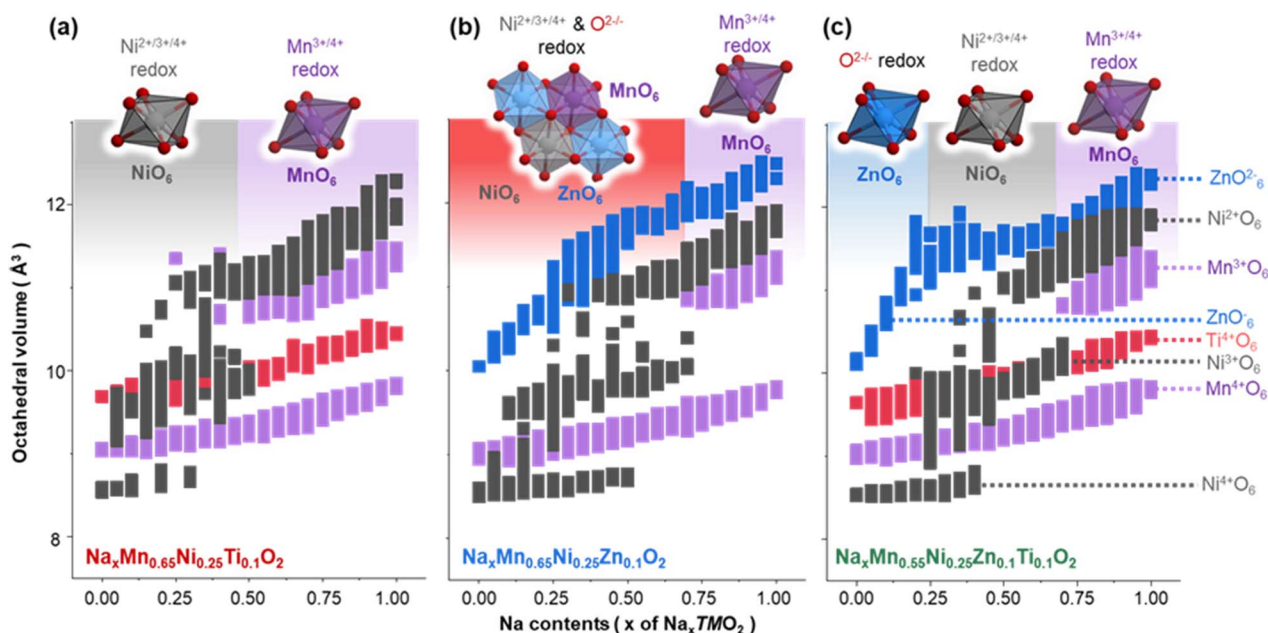 (a)
Ni2+/3+/4+
redox
Mn3+/4+
redox
NiO6
MnO6
(b)
Ni2+/3+/4+ & O2-/-
redox
Mn3+/4+
redox
MnO6
NiO6
ZnO6
MnO6
(c)
O2-/- redox
Ni2+/3+/4+
redox
Mn3+/4+
redox
ZnO6
NiO6
MnO6
Octahedral volume (Å3)
12
10
8
ZnO2-6
Ni2+O6
Mn3+O6
ZnO-6
Ti4+O6
Ni3+O6
Mn4+O6
Ni4+O6
NaxMn0.65Ni0.25Ti0.1O2
NaxMn0.65Ni0.25Zn0.1O2
NaxMn0.55Ni0.25Zn0.1Ti0.1O2
0.00 0.25 0.50 0.75 1.00
0.00 0.25 0.50 0.75 1.00
0.00 0.25 0.50 0.75 1.00
Na contents ( x of NaxTMO2)